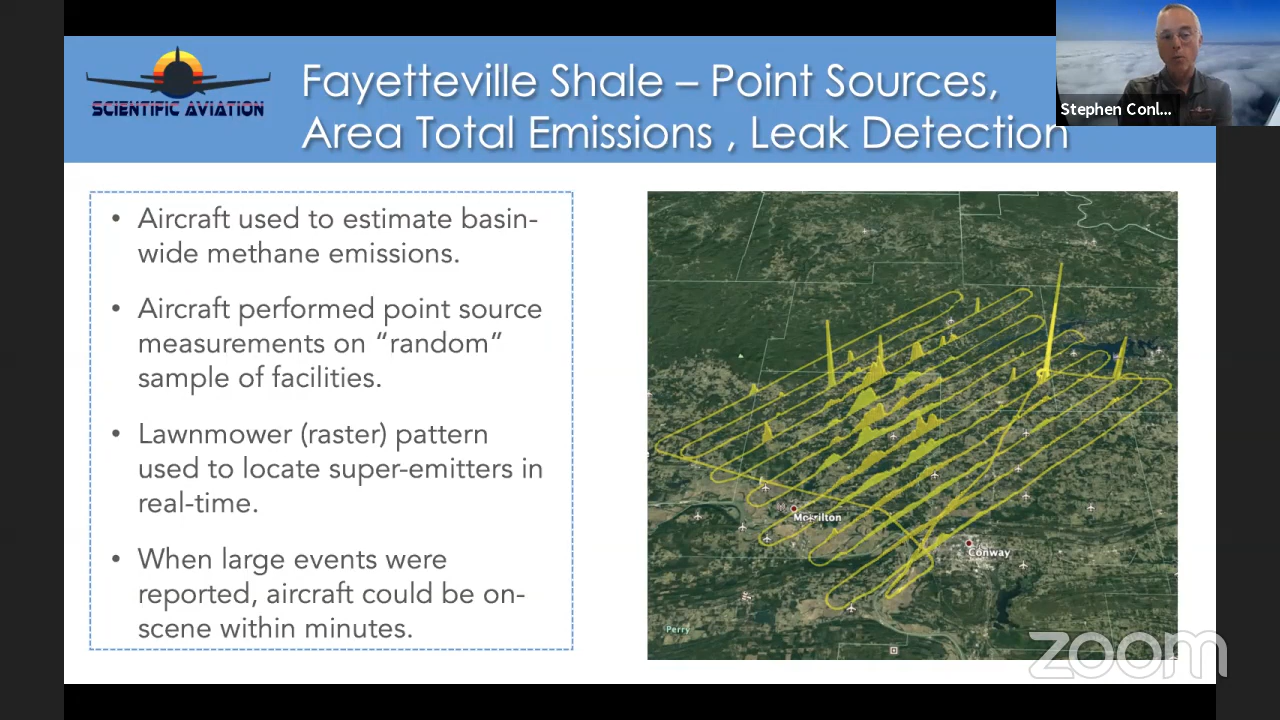 SCIENTIFIC AVIATION
Fayetteville Shale – Point Sources,
Area Total Emissions , Leak Detection
Stephen Conl...
• Aircraft used to estimate basin-
wide methane emissions.
• Aircraft performed point source
measurements on “random”
sample of facilities.
• Lawnmower (raster) pattern
used to locate super-emitters in
real-time.
• When large events were
reported, aircraft could be on-
scene within minutes.
Morrilton
Conway
Perry
zoom